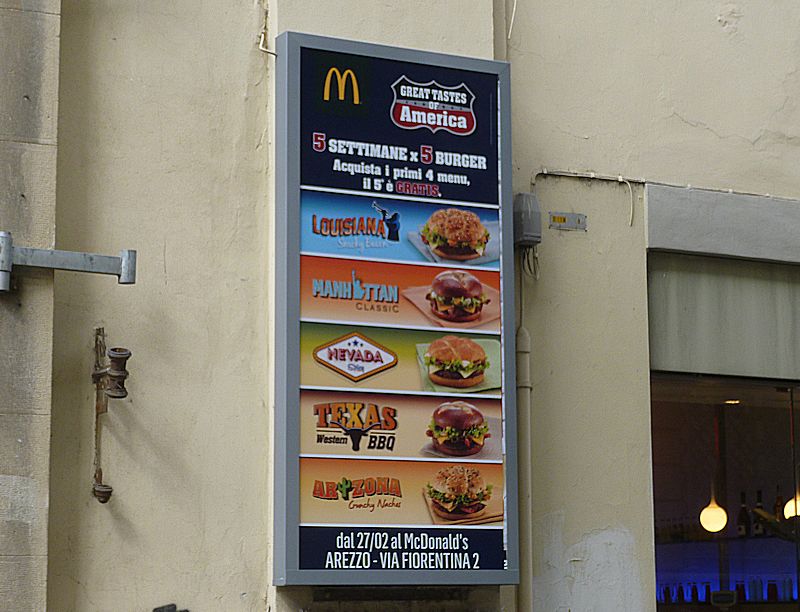 GREAT TASTES
OF
America
5 SETTIMANE x 5 BURGER
Acquista i primi 4 menu,
il 5° è GRATIS.
LOUISIANA
Smoky Bacon
MANHATTAN
CLASSIC
NEVADA
TEXAS
Western BBQ
ARIZONA
Crunchy Nachos
dal 27/02 al McDonald's
AREZZO - VIA FIORENTINA 2